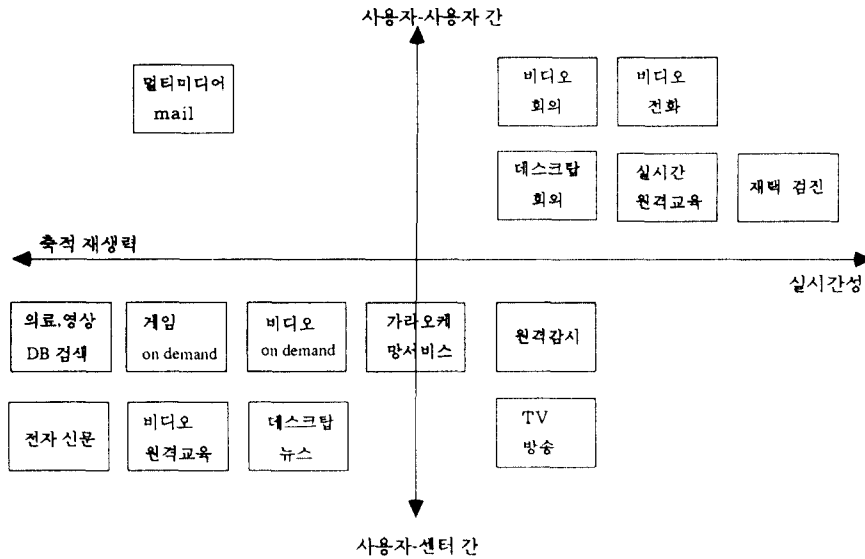 사용자-사용자 간
멀티미디어
mail
비디오
회의
비디오
전화
데스크탑
회의
실시간
원격교육
재택 검진
축적 재생력
실시간성
의료,영상
DB 검색
게임
on demand
비디오
on demand
가라오케
망서비스
원격감시
전자 신문
비디오
원격교육
데스크탑
뉴스
TV
방송
사용자-센터 간